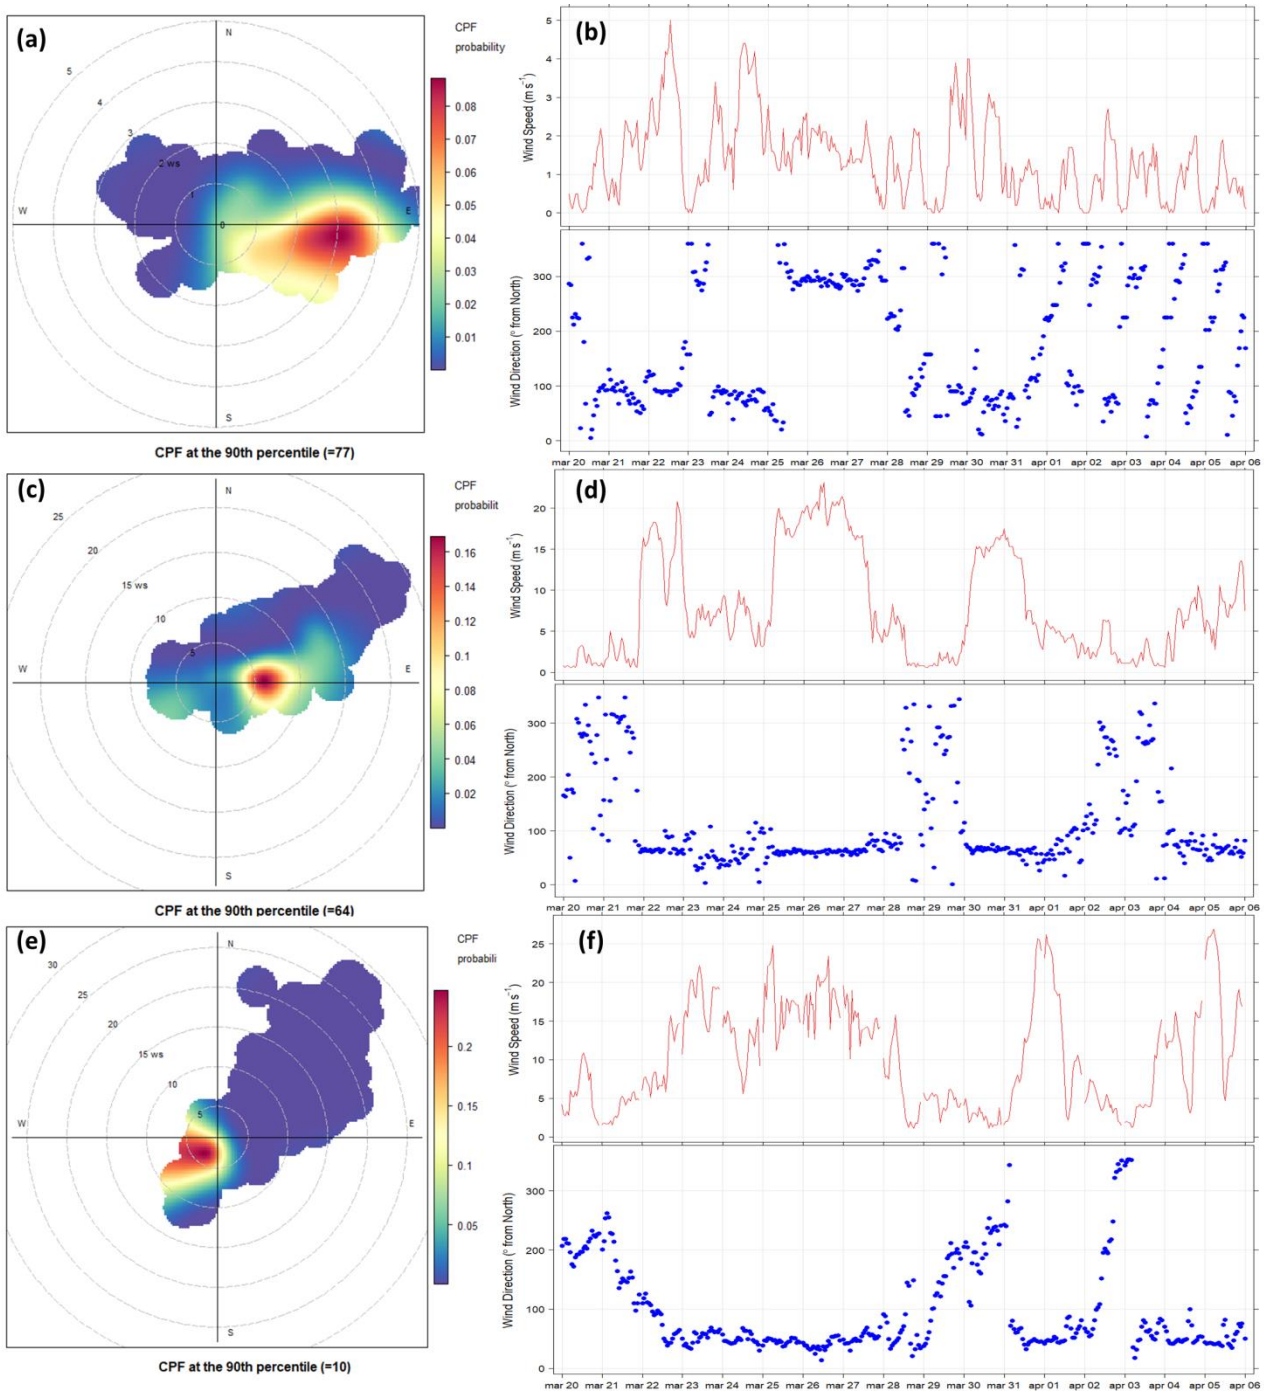 (a)
CPF
probability
N
5
4
3
2 ws
1
0
W
E
S
0.08
0.07
0.06
0.05
0.04
0.03
0.02
0.01
CPF at the 90th percentile (=77)
(b)
Wind Speed (m s⁻¹)
5
4
3
2
1
0
Wind Direction (° from North)
300
200
100
0
mar 20 mar 21 mar 22 mar 23 mar 24 mar 25 mar 26 mar 27 mar 28 mar 29 mar 30 mar 31 apr 01 apr 02 apr 03 apr 04 apr 05 apr 06
(c)
CPF
probabilit
N
25
20
15 ws
10
5
W
E
S
0.16
0.14
0.12
0.1
0.08
0.06
0.04
0.02
CPF at the 90th percentile (=64)
(d)
Wind Speed (m s⁻¹)
20
15
10
5
0
Wind Direction (° from North)
300
200
100
0
mar 20 mar 21 mar 22 mar 23 mar 24 mar 25 mar 26 mar 27 mar 28 mar 29 mar 30 mar 31 apr 01 apr 02 apr 03 apr 04 apr 05 apr 06
(e)
CPF
probabili
N
30
25
20
15 ws
10
5
W
E
S
0.2
0.15
0.1
0.05
CPF at the 90th percentile (=10)
(f)
Wind Speed (m s⁻¹)
25
20
15
10
5
0
Wind Direction (° from North)
300
200
100
0
mar 20 mar 21 mar 22 mar 23 mar 24 mar 25 mar 26 mar 27 mar 28 mar 29 mar 30 mar 31 apr 01 apr 02 apr 03 apr 04 apr 05 apr 06